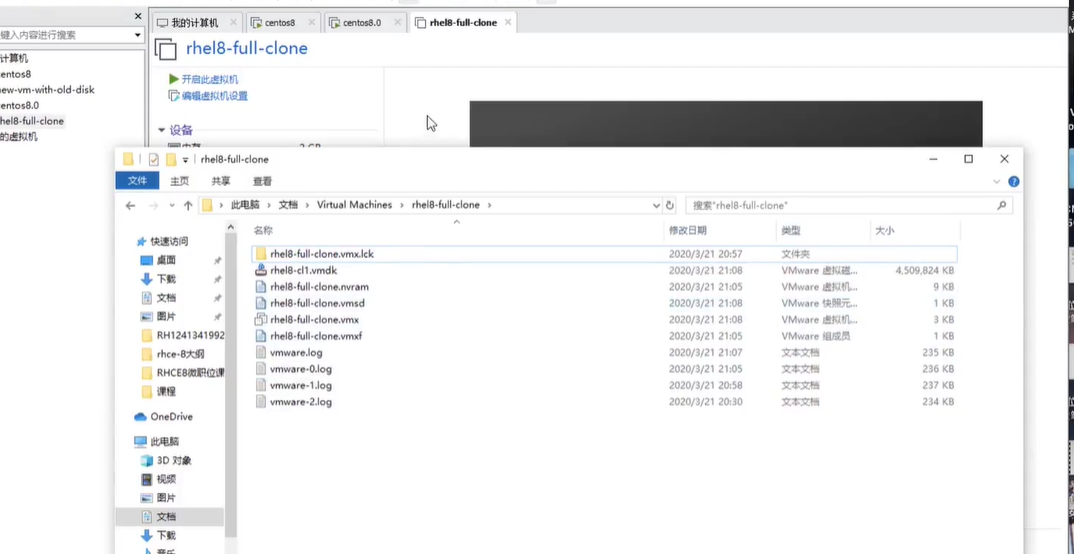 我的计算机
centos8
centos8.0
rhel8-full-clone
键入内容进行搜索
rhel8-full-clone
计算机
centos8
new-vm-with-old-disk
centos8.0
rhel8-full-clone
的虚拟机
开启此虚拟机
编辑虚拟机设置
设备
rhel8-full-clone
文件 主页 共享 查看
此电脑 › 文档 › Virtual Machines › rhel8-full-clone ›
搜索"rhel8-full-clone"
名称 修改日期 类型 大小
rhel8-full-clone.vmx.lck 2020/3/21 20:57 文件夹
rhel8-cl1.vmdk 2020/3/21 21:08 VMware 虚拟磁... 4,509,824 KB
rhel8-full-clone.nvram 2020/3/21 21:05 VMware 虚拟机... 9 KB
rhel8-full-clone.vmsd 2020/3/21 21:08 VMware 快照元... 1 KB
rhel8-full-clone.vmx 2020/3/21 21:08 VMware 虚拟机... 3 KB
rhel8-full-clone.vmxf 2020/3/21 21:05 VMware 组成员 1 KB
vmware.log 2020/3/21 21:07 文本文档 235 KB
vmware-0.log 2020/3/21 21:05 文本文档 236 KB
vmware-1.log 2020/3/21 20:58 文本文档 237 KB
vmware-2.log 2020/3/21 20:30 文本文档 234 KB
快速访问
桌面
下载
文档
图片
RH1241341992
rhce-8大纲
RHCE8微职位课
课程
OneDrive
此电脑
3D 对象
视频
图片
文档
下载
音乐